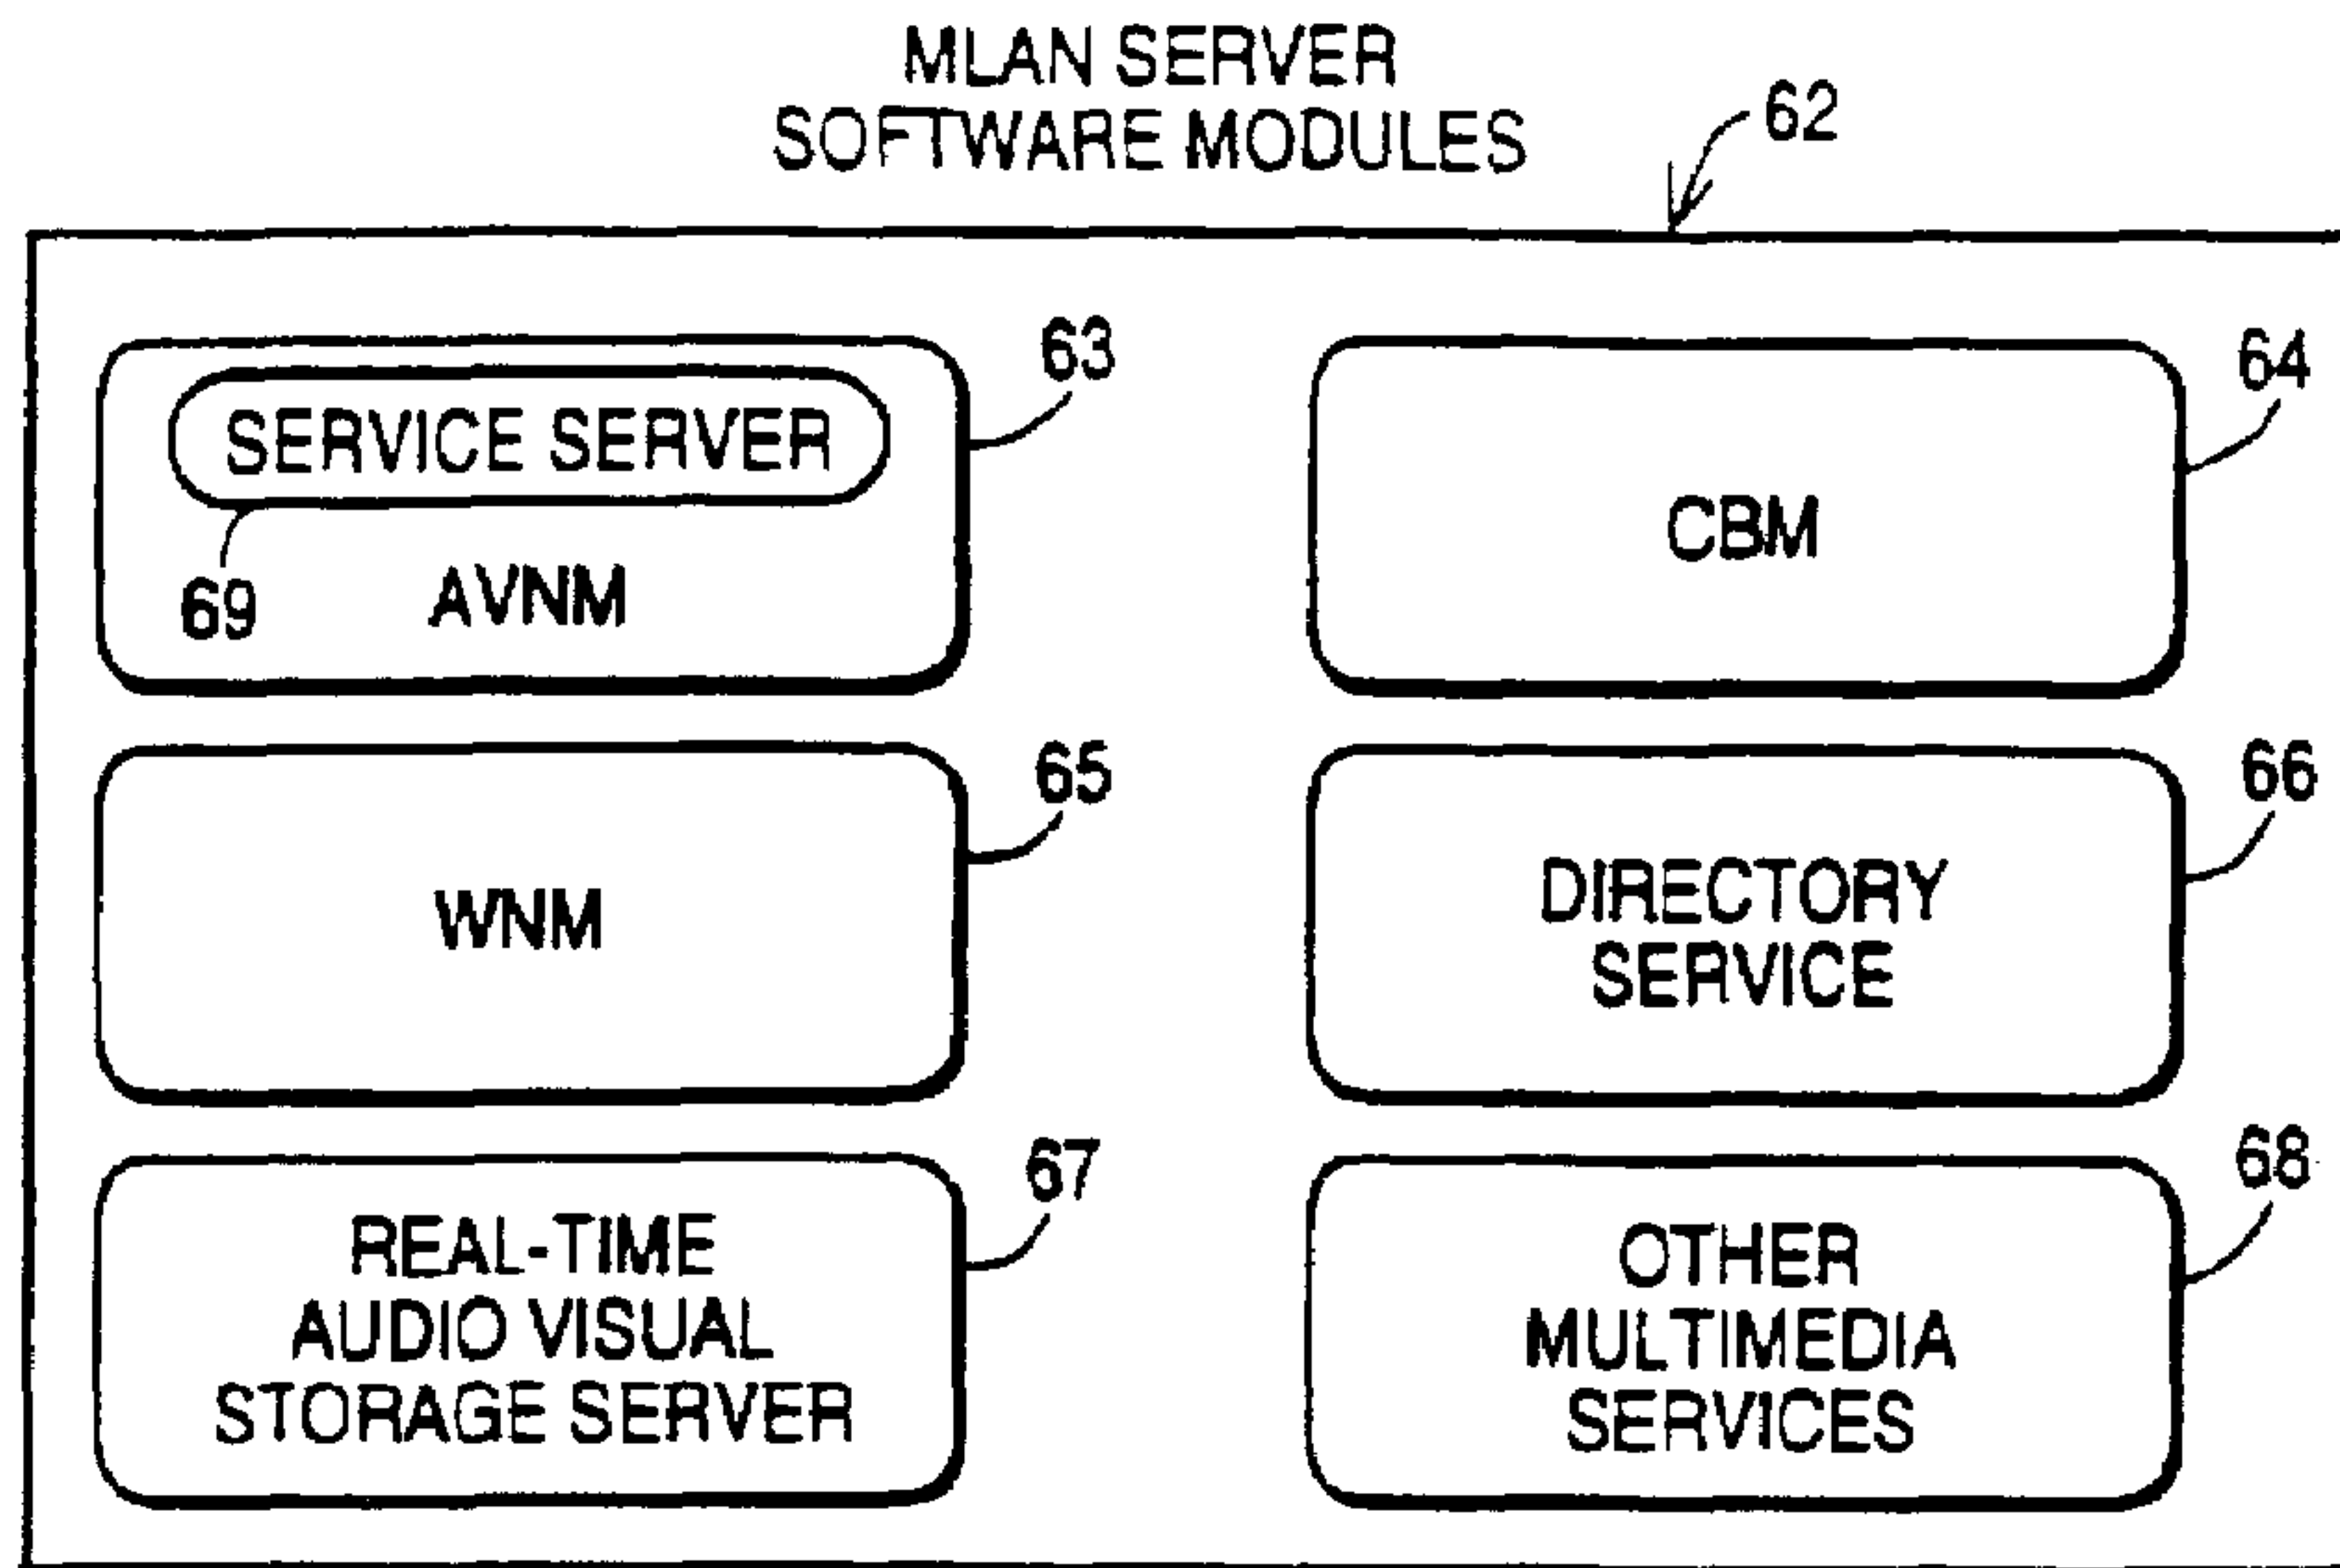 MLAN SERVER
SOFTWARE MODULES
62
63
SERVICE SERVER
69
AVNM
64
CBM
65
WNM
66
DIRECTORY
SERVICE
67
REAL-TIME
AUDIO VISUAL
STORAGE SERVER
68
OTHER
MULTIMEDIA
SERVICES